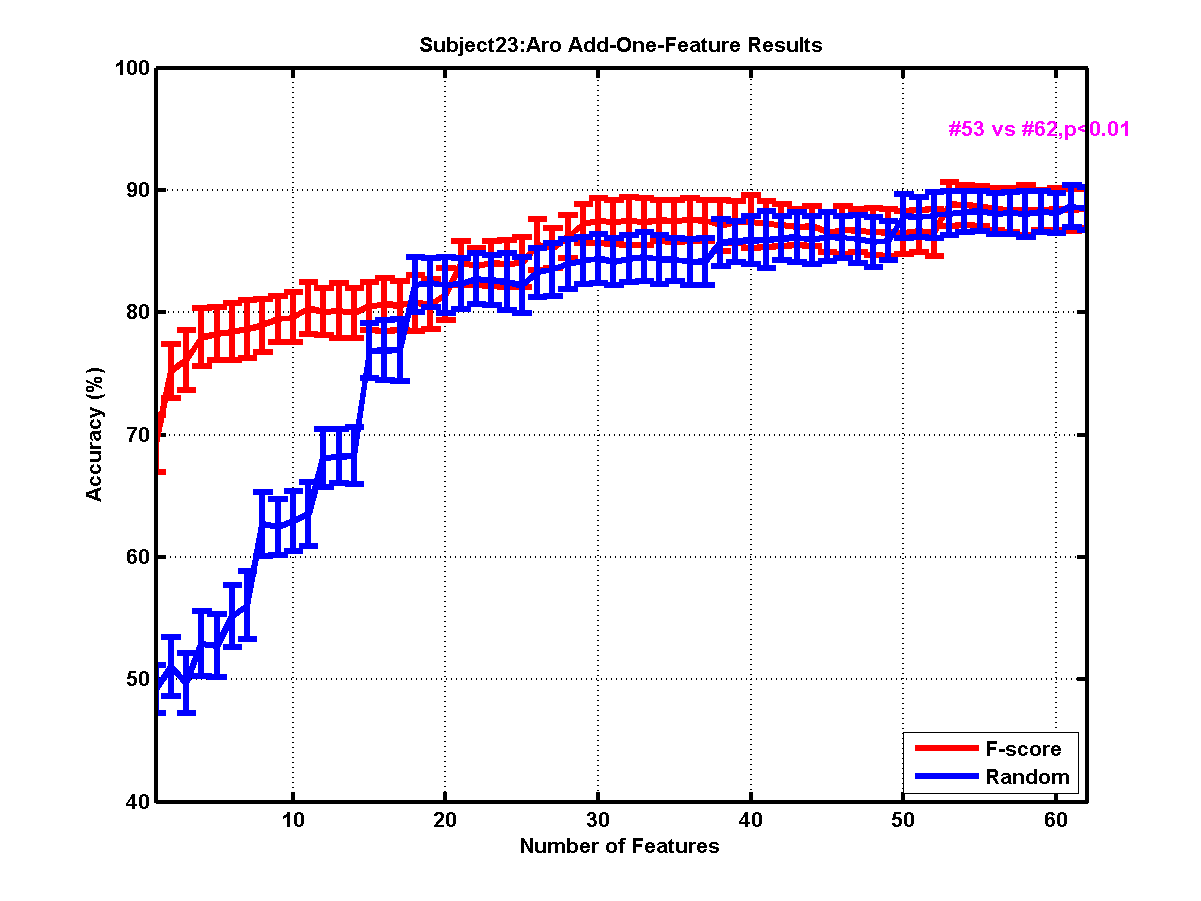 Subject23:Aro Add-One-Feature Results
100
90
80
70
60
50
40
Accuracy (%)
#53 vs #62,p<0.01
F-score
Random
10 20 30 40 50 60
Number of Features